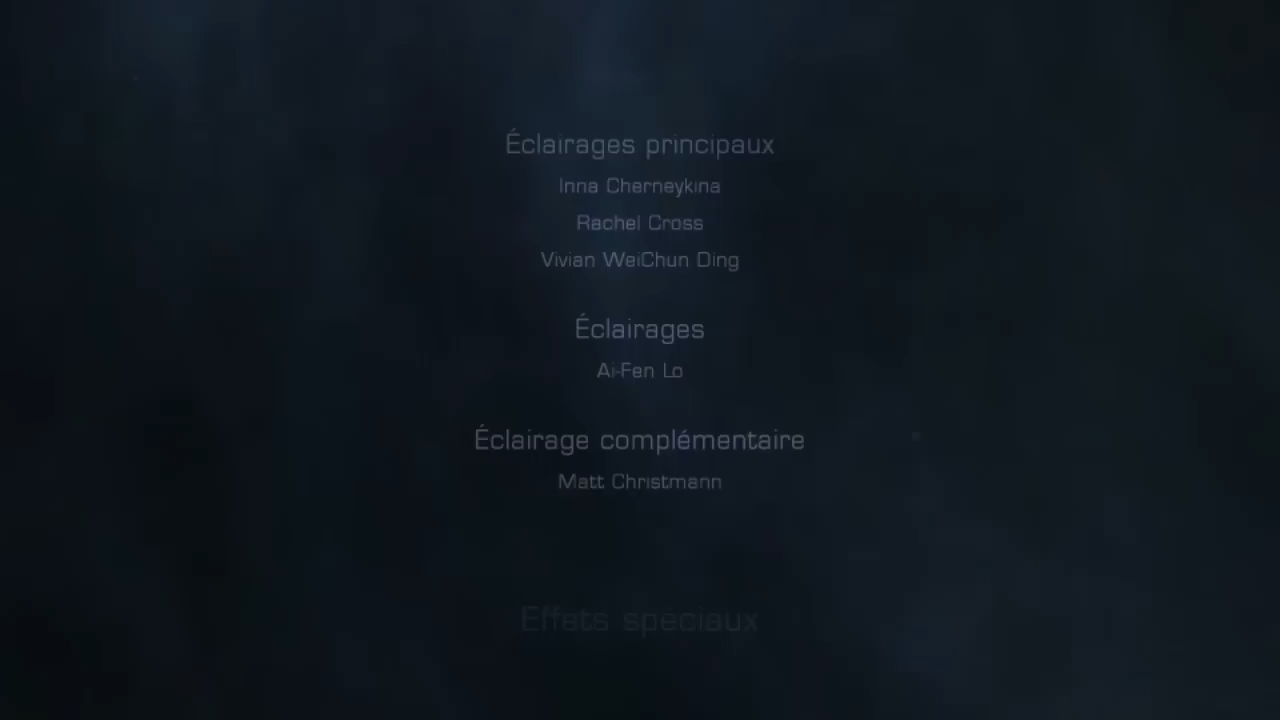 Éclairages principaux
Inna Cherneykina
Rachel Cross
Vivian WeiChun Ding
Éclairages
Ai-Fen Lo
Éclairage complémentaire
Matt Christmann
Effets spéciaux